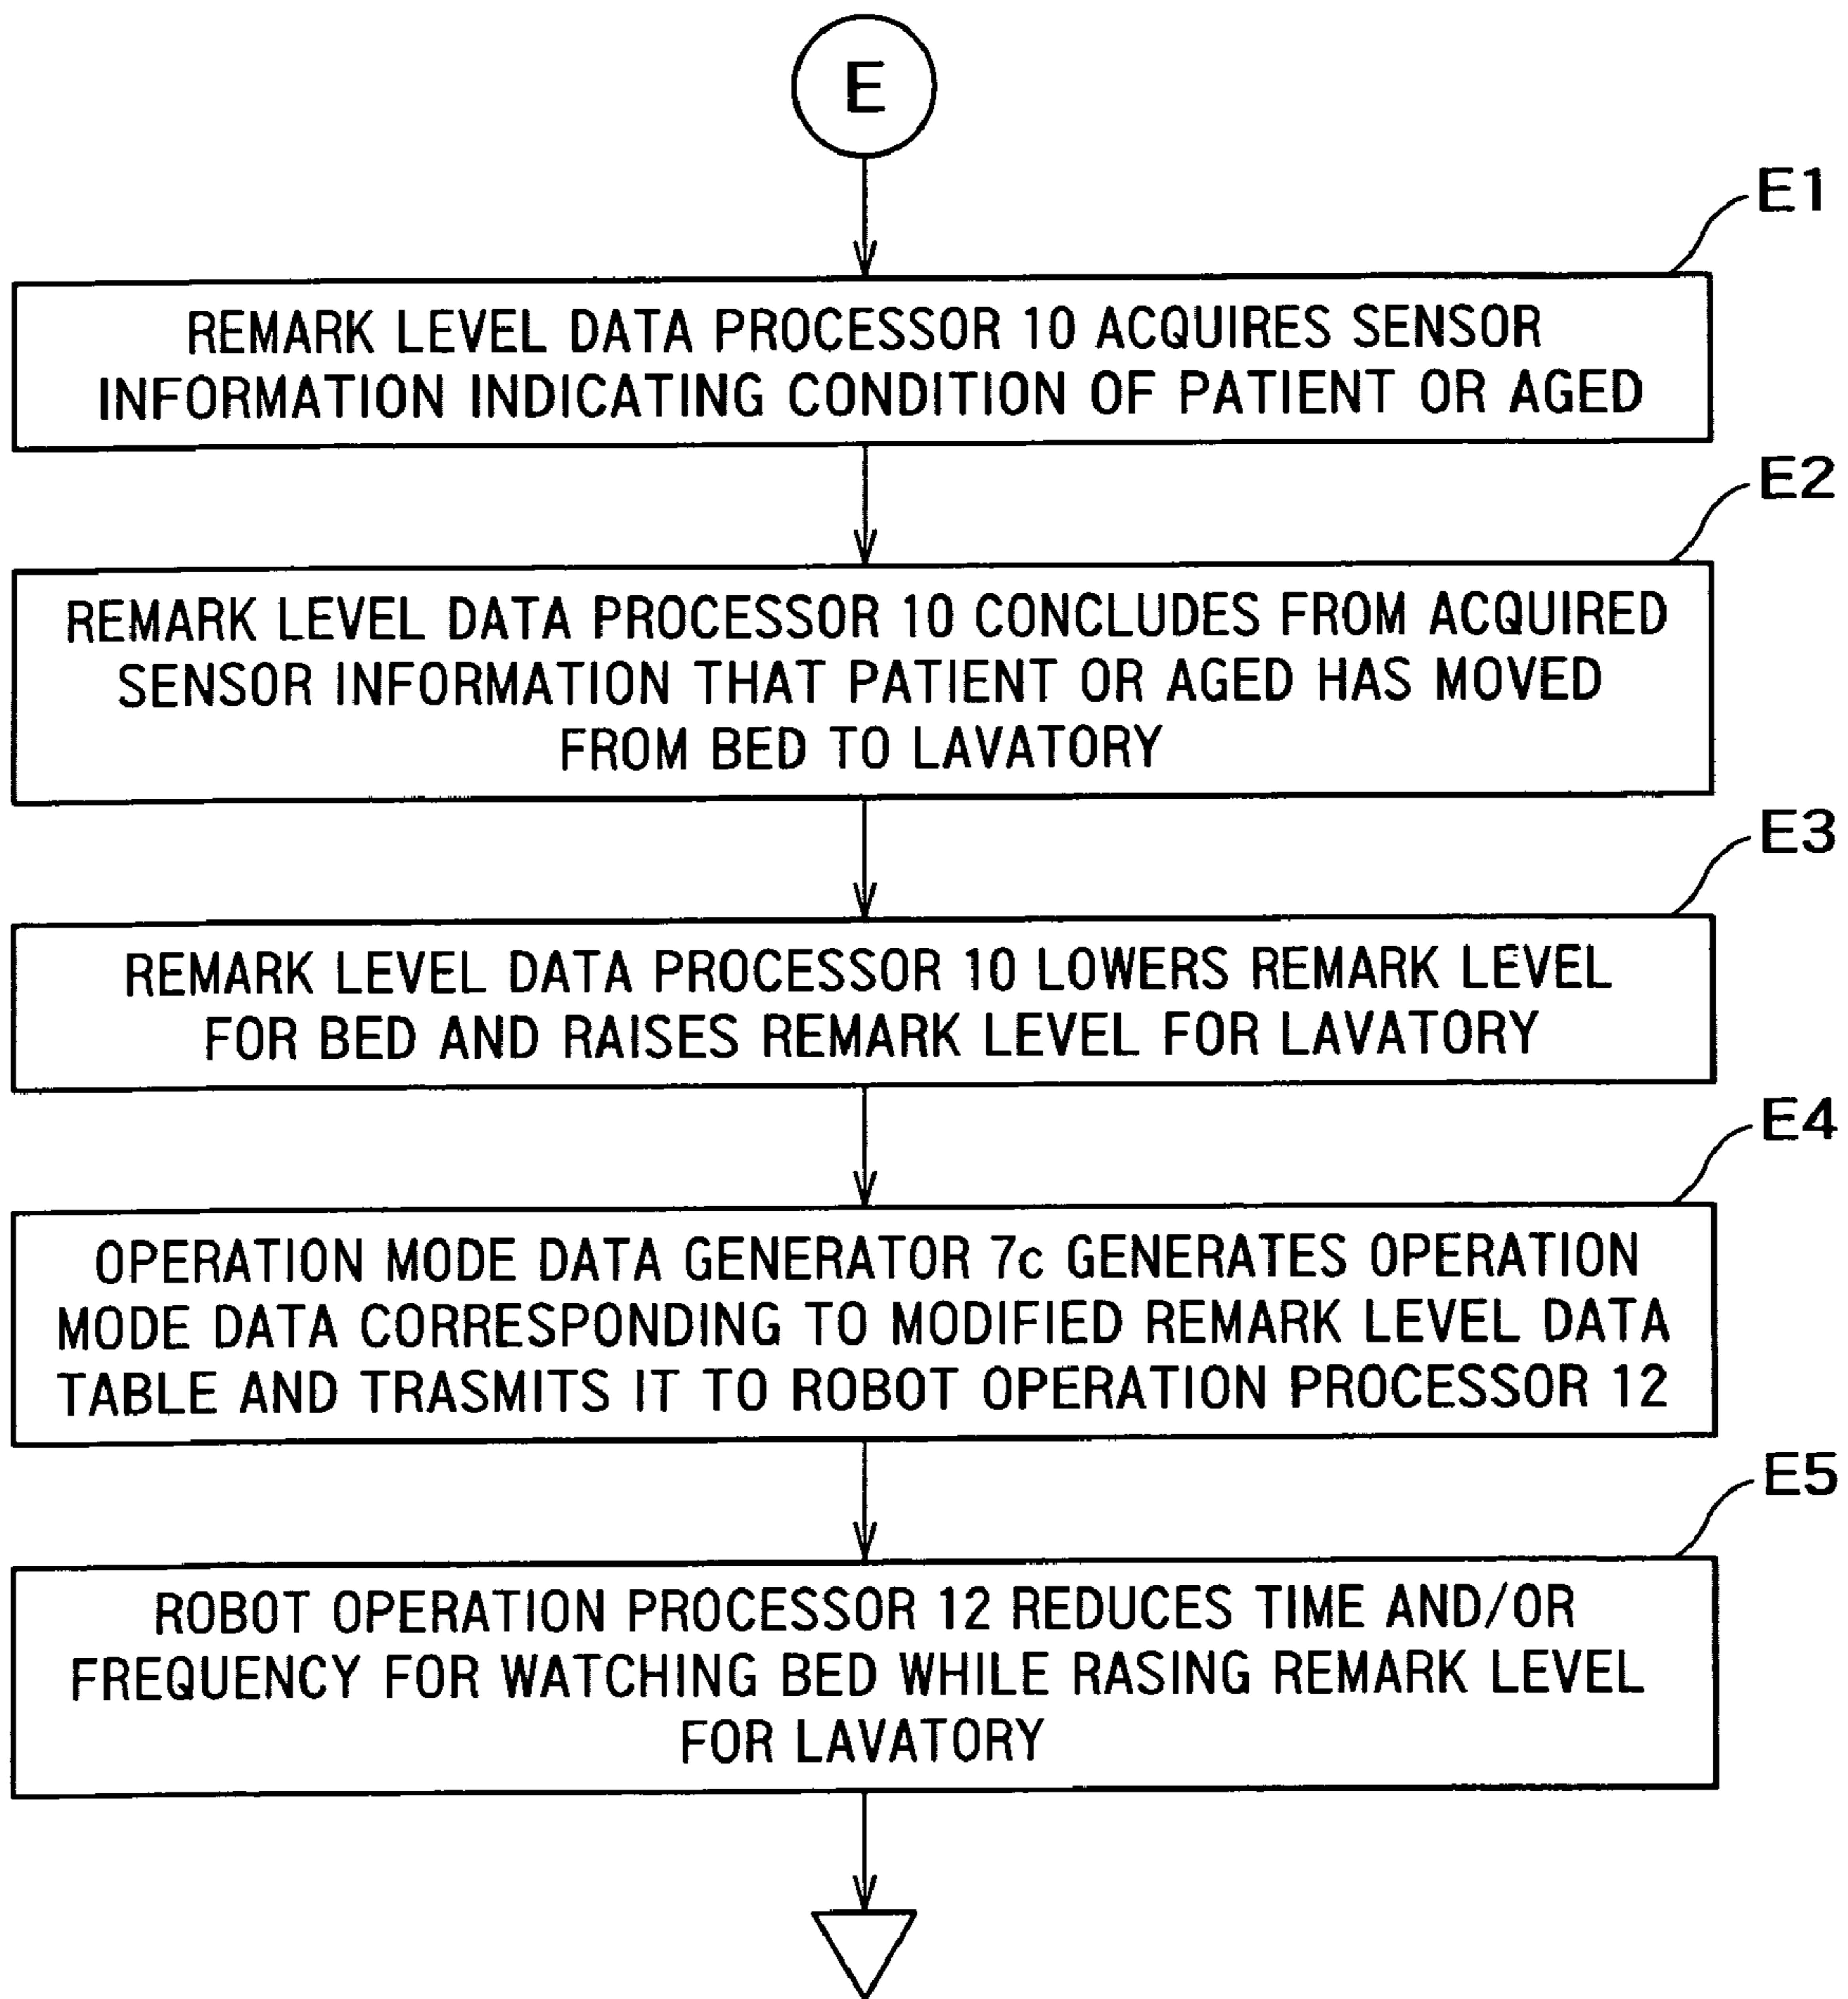 E
E1
REMARK LEVEL DATA PROCESSOR 10 ACQUIRES SENSOR
INFORMATION INDICATING CONDITION OF PATIENT OR AGED
E2
REMARK LEVEL DATA PROCESSOR 10 CONCLUDES FROM ACQUIRED
SENSOR INFORMATION THAT PATIENT OR AGED HAS MOVED
FROM BED TO LAVATORY
E3
REMARK LEVEL DATA PROCESSOR 10 LOWERS REMARK LEVEL
FOR BED AND RAISES REMARK LEVEL FOR LAVATORY
E4
OPERATION MODE DATA GENERATOR 7c GENERATES OPERATION
MODE DATA CORRESPONDING TO MODIFIED REMARK LEVEL DATA
TABLE AND TRASMITS IT TO ROBOT OPERATION PROCESSOR 12
E5
ROBOT OPERATION PROCESSOR 12 REDUCES TIME AND/OR
FREQUENCY FOR WATCHING BED WHILE RASING REMARK LEVEL
FOR LAVATORY